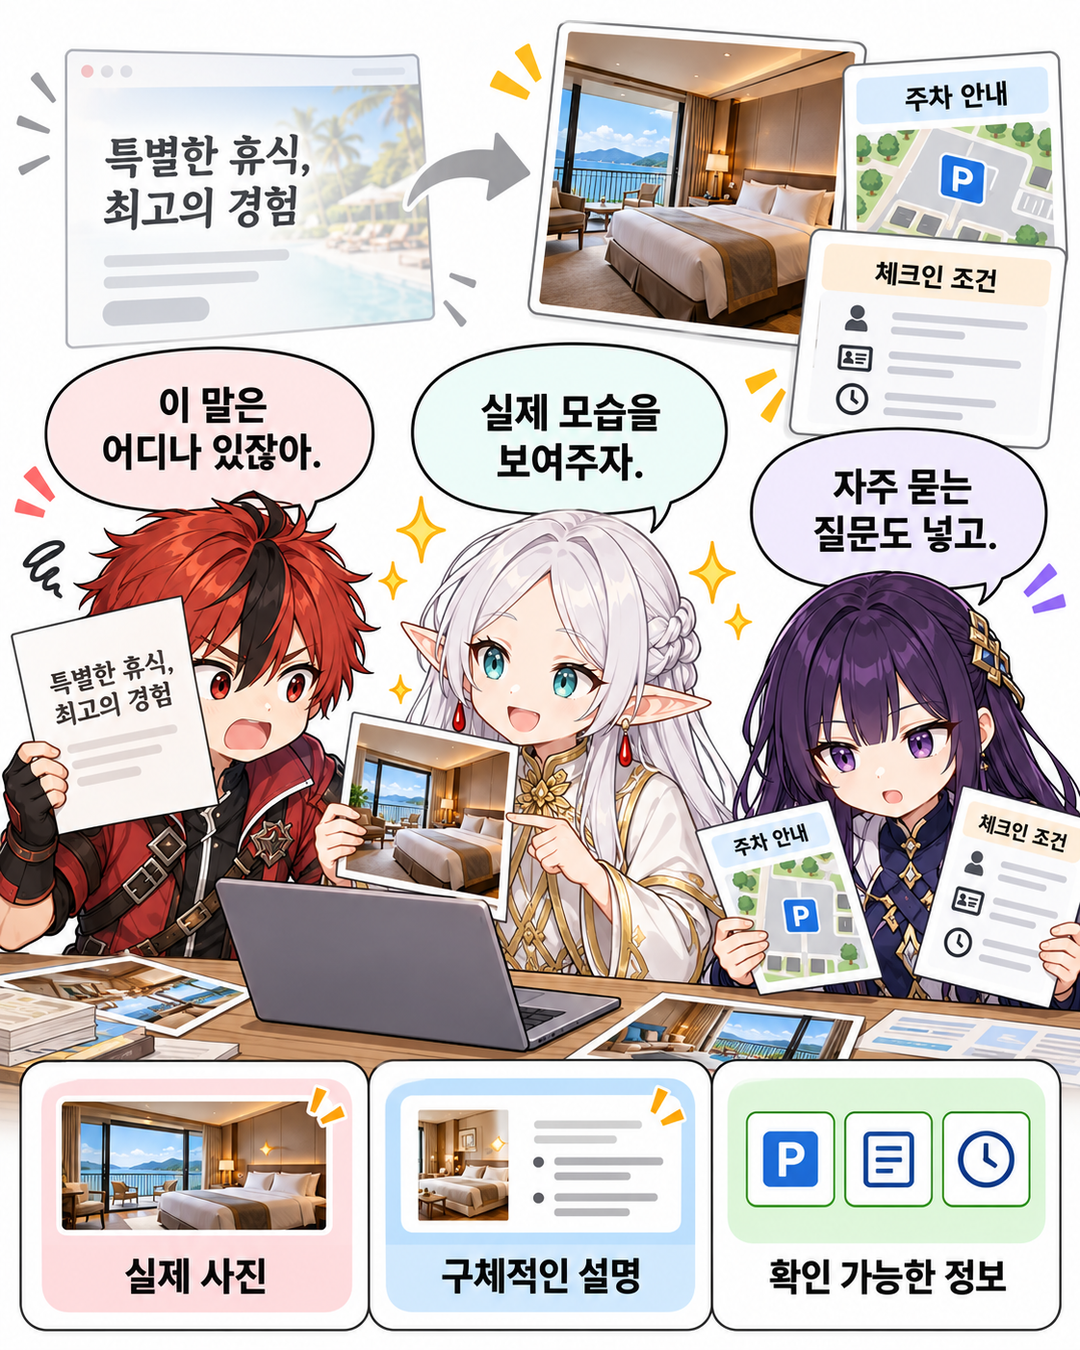 특별한 휴식,
최고의 경험
주차 안내
P
체크인 조건
이 말은
어디나 있잖아.
실제 모습을
보여주자.
자주 묻는
질문도 넣고.
특별한 휴식,
최고의 경험
주차 안내
P
체크인 조건
실제 사진
구체적인 설명
P
확인 가능한 정보